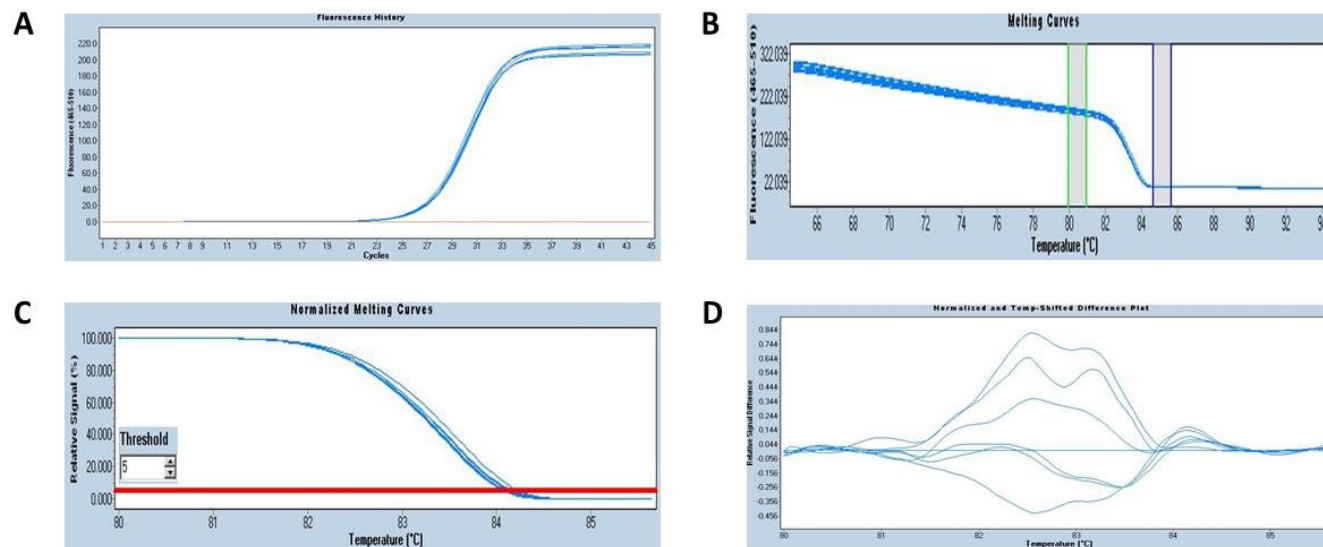 A
Fluorescence History
Fluorescence (465-510)
220.0
200.0
180.0
160.0
140.0
120.0
100.0
80.0
60.0
40.0
20.0
0.0
1 2 3 4 5 6 7 8 9 11 13 15 17 19 21 23 25 27 29 31 33 35 37 39 41 43 45
Cycles
B
Melting Curves
Fluorescence (465-510)
322.039
222.039
122.039
22.039
66 68 70 72 74 76 78 80 82 84 86 88 90 92 94
Temperature (°C)
C
Normalized Melting Curves
Relative Signal (%)
100.000
80.000
60.000
40.000
20.000
0.000
Threshold
5
80 81 82 83 84 85
Temperature (°C)
D
Normalized and Temp-Shifted Difference Plot
Relative Signal Difference
0.844
0.744
0.644
0.544
0.444
0.344
0.244
0.144
0.044
-0.056
-0.156
-0.256
-0.356
-0.456
80 81 82 83 84 85
Temperature (°C)